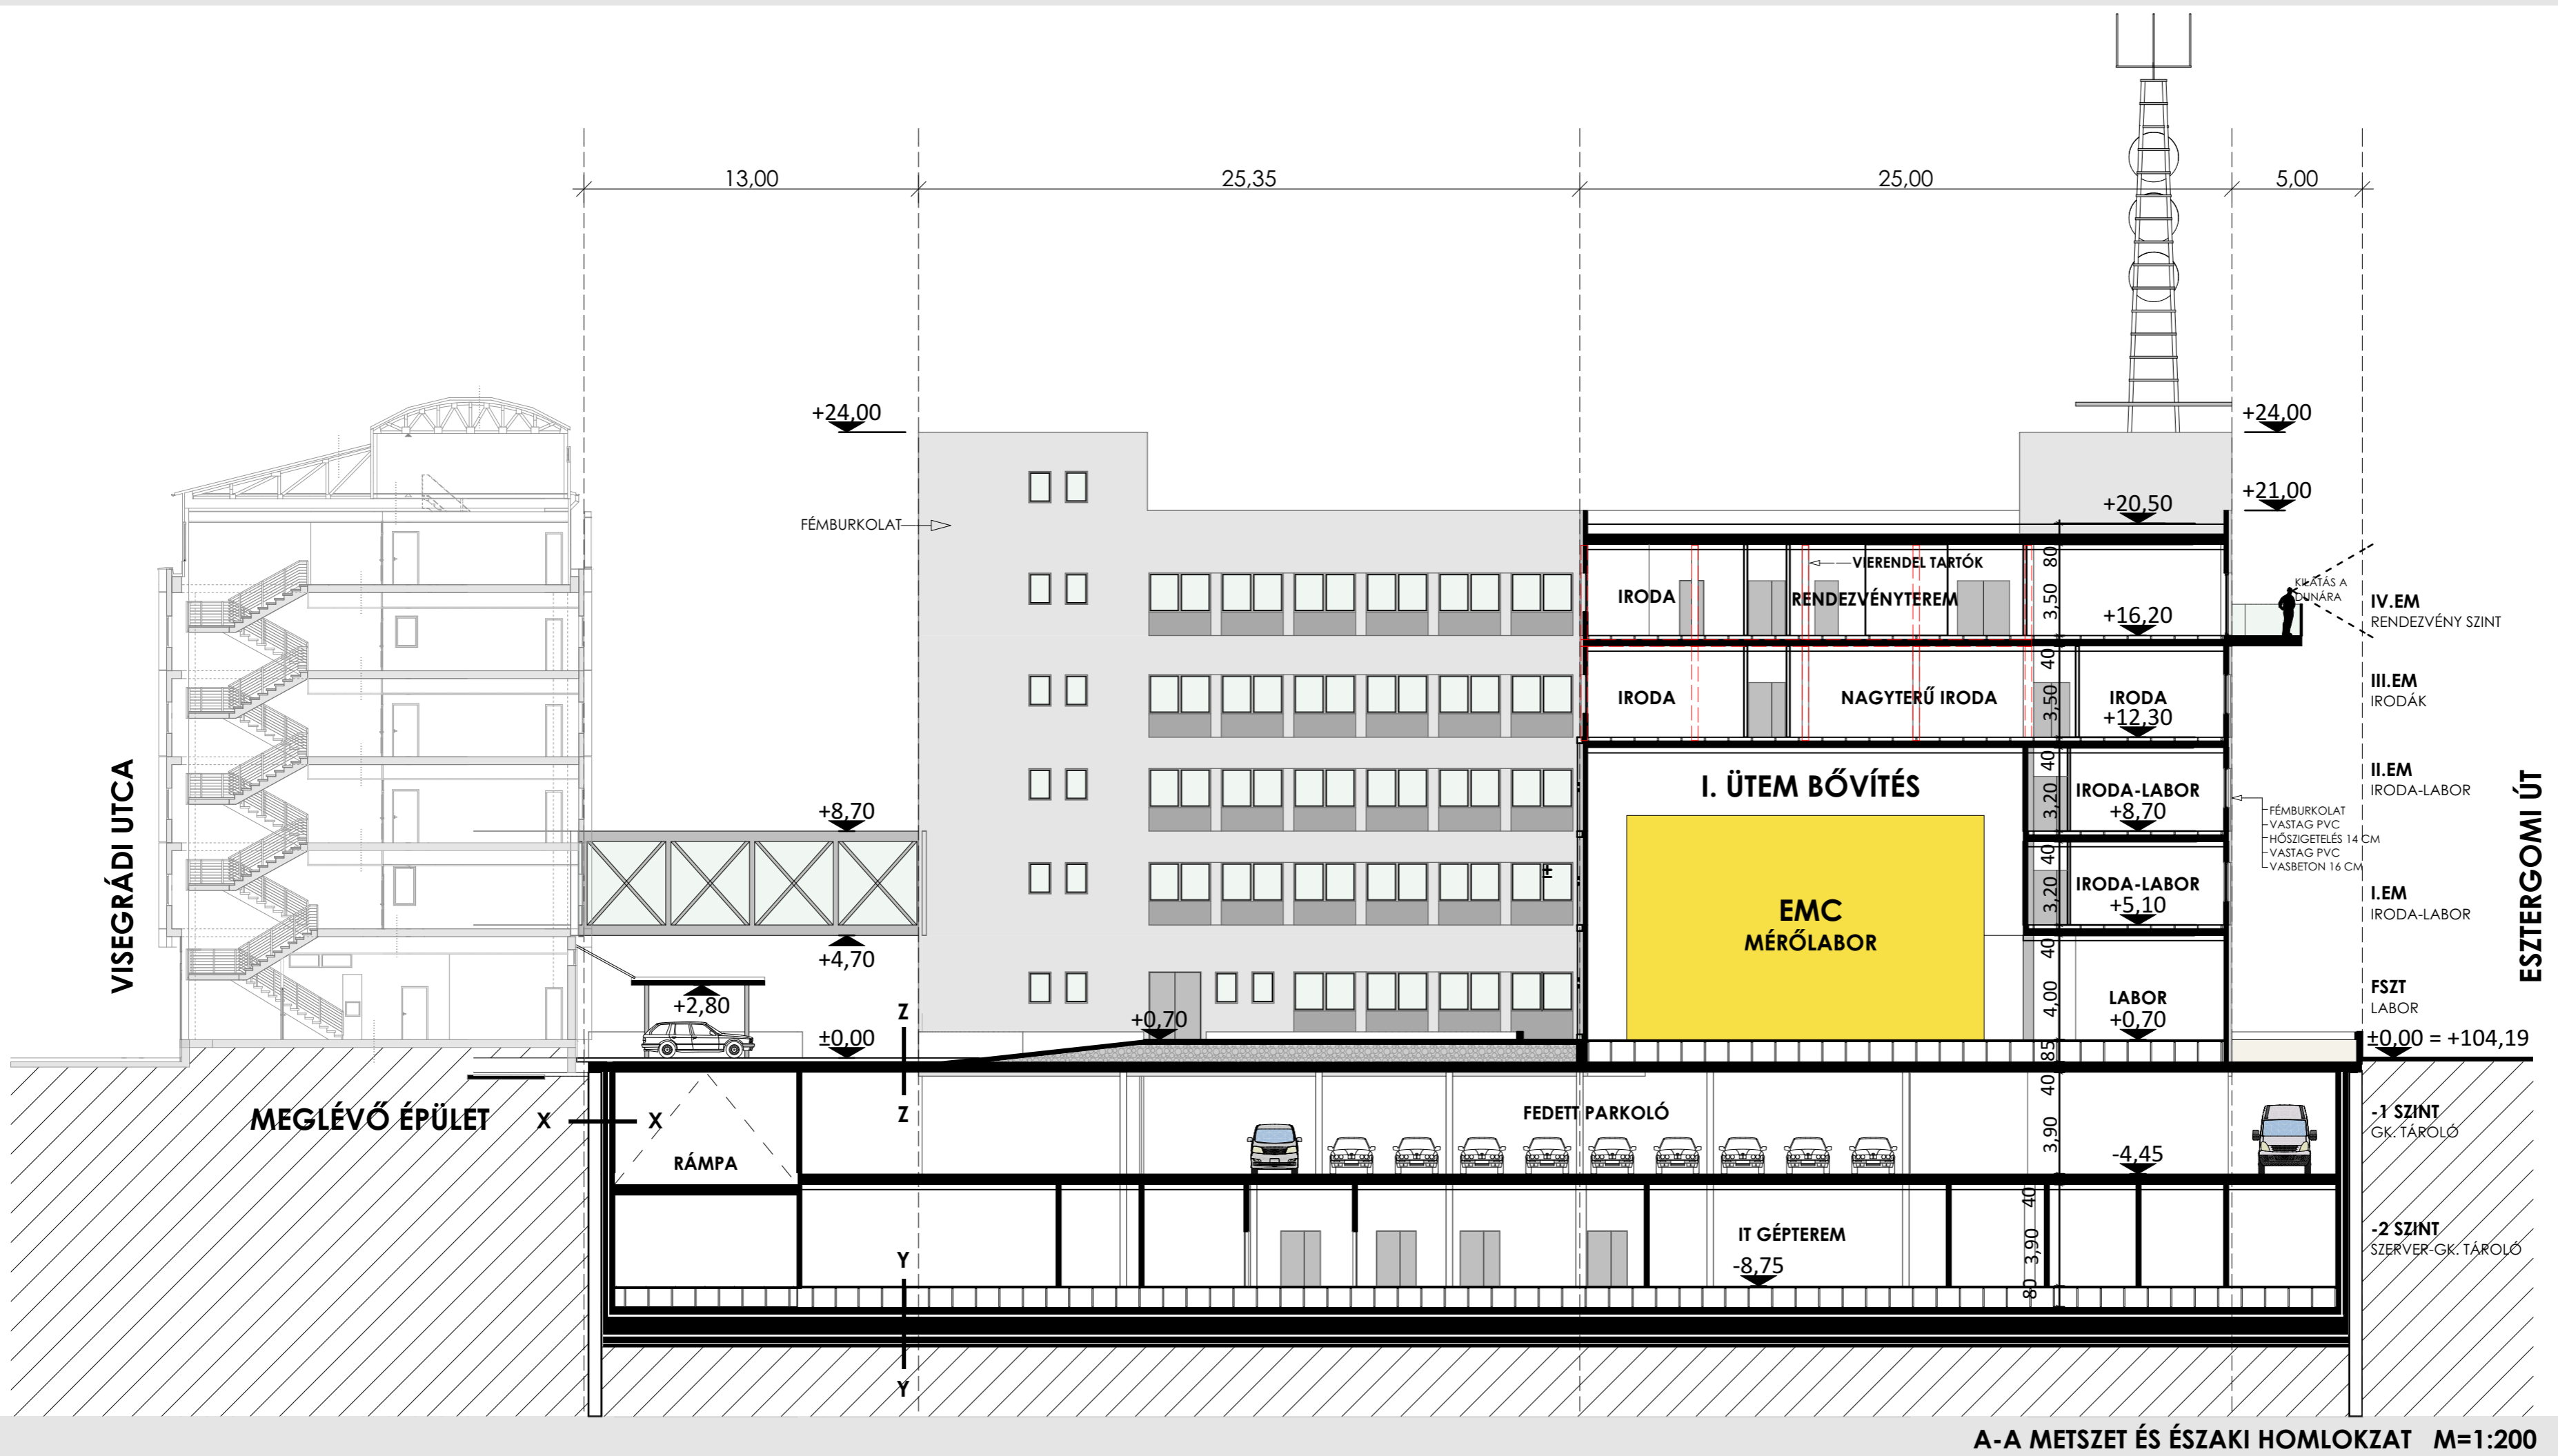 13,00
25,35
25,00
5,00
+24,00
+24,00
+21,00
+20,50
FÉMBURKOLAT
80
VIERENDEL TARTÓK
IRODA
RENDEZVÉNYTEREM
3,50
+16,20
KILÁTÁS A
DUNÁRA
IV.EM
RENDEZVÉNY SZINT
40
IRODA
NAGYTERŰ IRODA
3,50
IRODA
+12,30
III.EM
IRODÁK
40
I. ÜTEM BŐVÍTÉS
3,20
IRODA-LABOR
+8,70
II.EM
IRODA-LABOR
FÉMBURKOLAT
VASTAG PVC
HŐSZIGETELÉS 14 CM
VASTAG PVC
VASBETON 16 CM
+8,70
40
±
3,20
IRODA-LABOR
+5,10
I.EM
IRODA-LABOR
EMC
MÉRŐLABOR
VISEGRÁDI UTCA
ESZTERGOMI ÚT
+4,70
40
+2,80
4,00
LABOR
+0,70
FSZT
LABOR
Z
+0,70
±0,00
±0,00 = +104,19
85
40
MEGLÉVŐ ÉPÜLET
X
X
Z
FEDETT PARKOLÓ
-1 SZINT
GK. TÁROLÓ
3,90
RÁMPA
-4,45
40
IT GÉPTEREM
-8,75
3,90
-2 SZINT
SZERVER-GK. TÁROLÓ
Y
80
Y
A-A METSZET ÉS ÉSZAKI HOMLOKZAT M=1:200